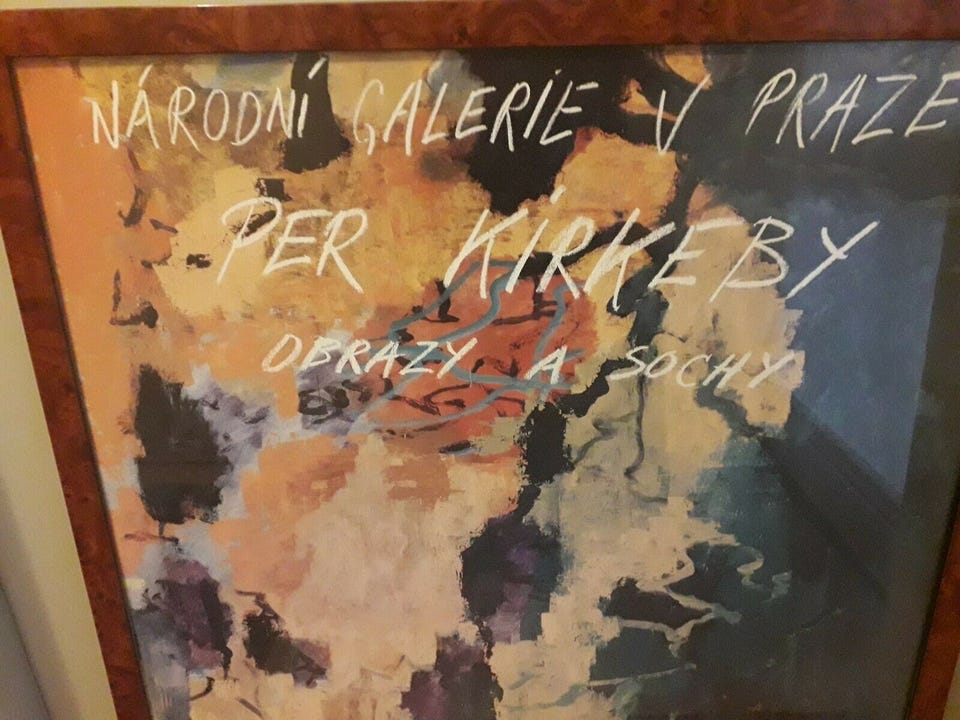 NÁRODNÍ GALERIE V PRAZE
PER KIRKEBY
OBRAZY A SOCHY